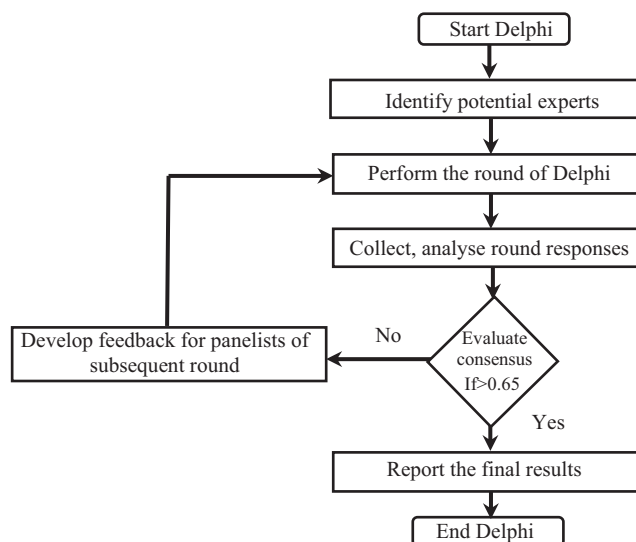 Start Delphi
Identify potential experts
Perform the round of Delphi
Collect, analyse round responses
Evaluate
consensus
If>0.65
No
Develop feedback for panelists of
subsequent round
Yes
Report the final results
End Delphi